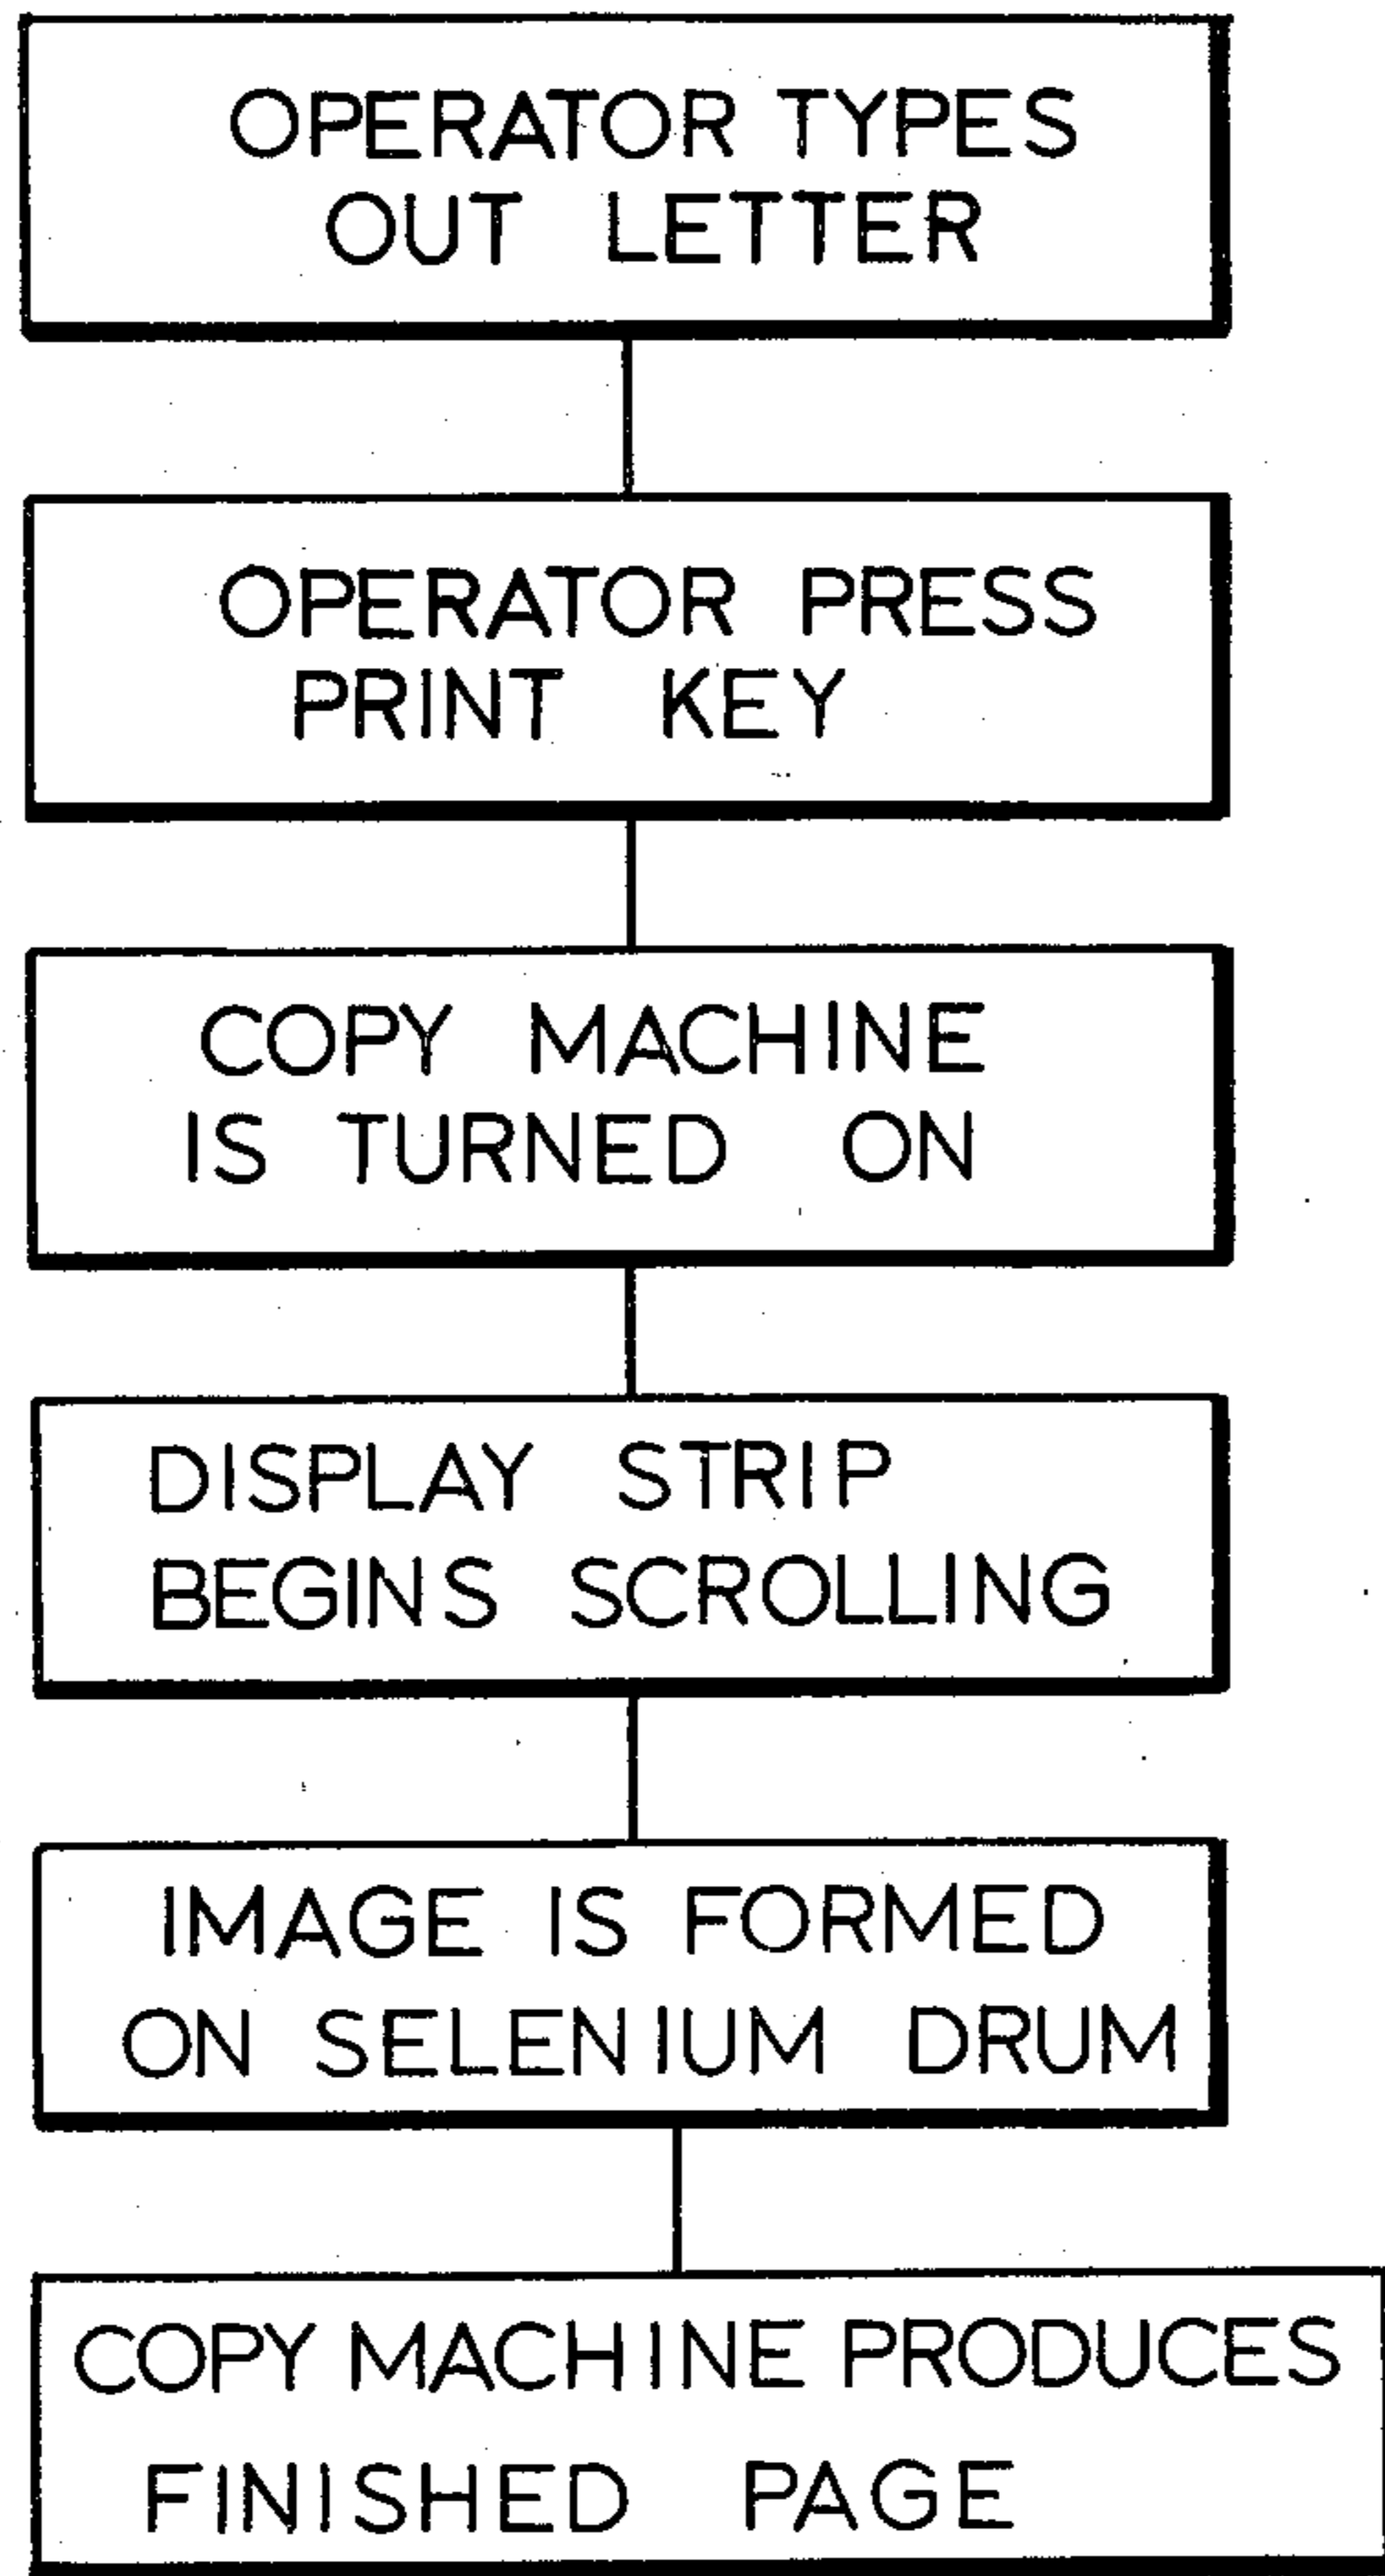 OPERATOR TYPES
OUT LETTER
OPERATOR PRESS
PRINT KEY
COPY MACHINE
IS TURNED ON
DISPLAY STRIP
BEGINS SCROLLING
IMAGE IS FORMED
ON SELENIUM DRUM
COPY MACHINE PRODUCES
FINISHED PAGE